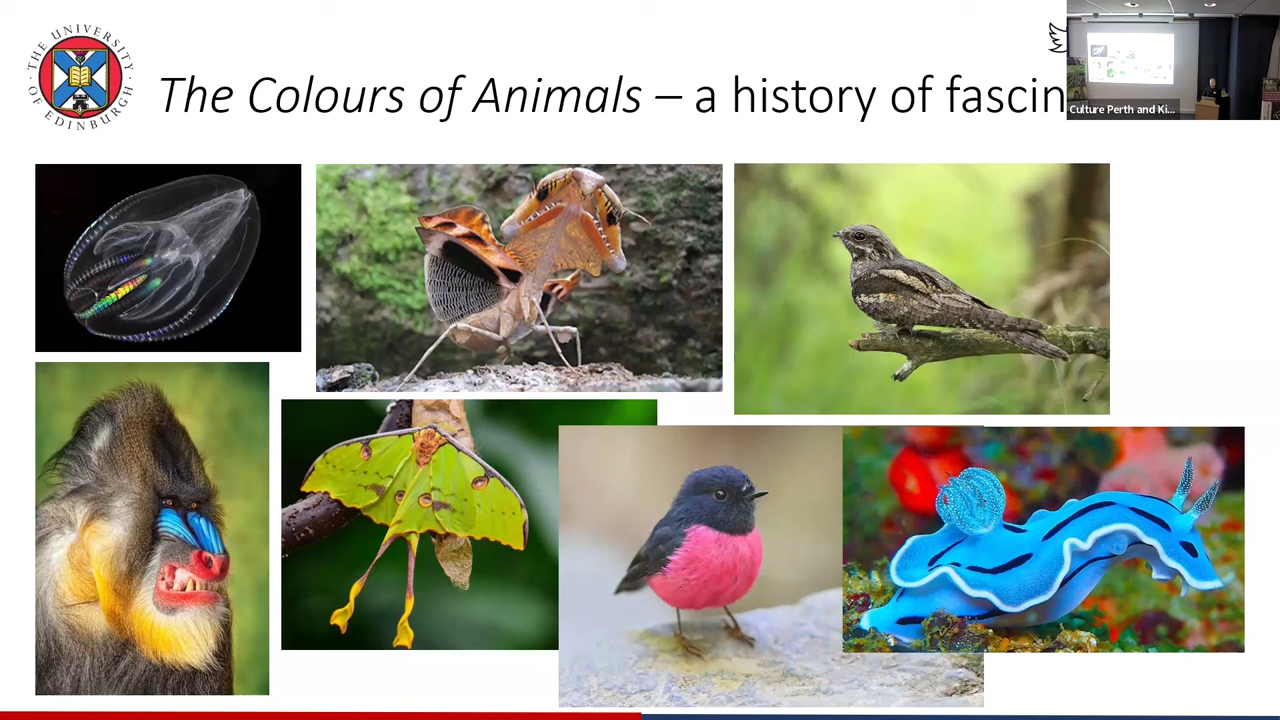 THE UNIVERSITY OF EDINBURGH
The Colours of Animals – a history of fascin
Culture Perth and Ki...